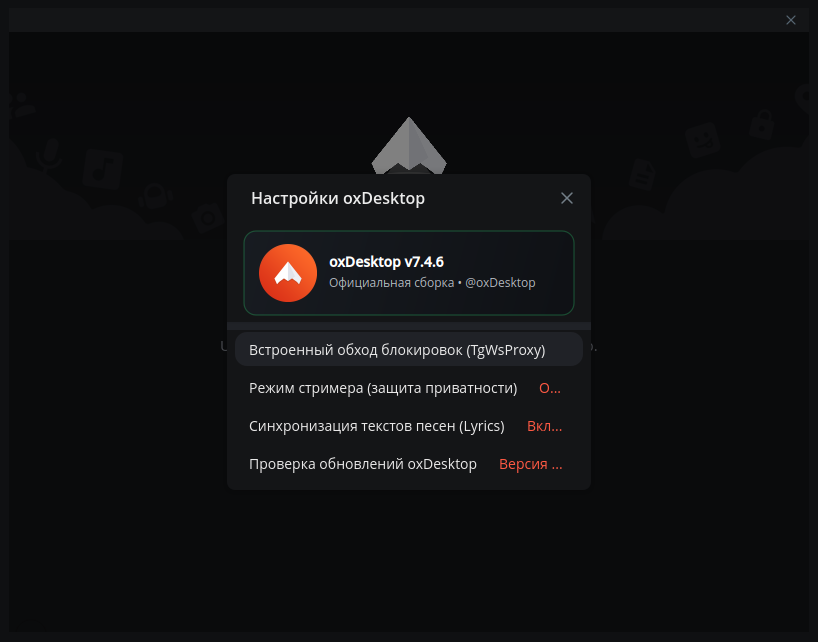 Настройки oxDesktop
oxDesktop v7.4.6
Официальная сборка • @oxDesktop
Встроенный обход блокировок (TgWsProxy)
Режим стримера (защита приватности) О...
Синхронизация текстов песен (Lyrics) Вкл...
Проверка обновлений oxDesktop Версия ...